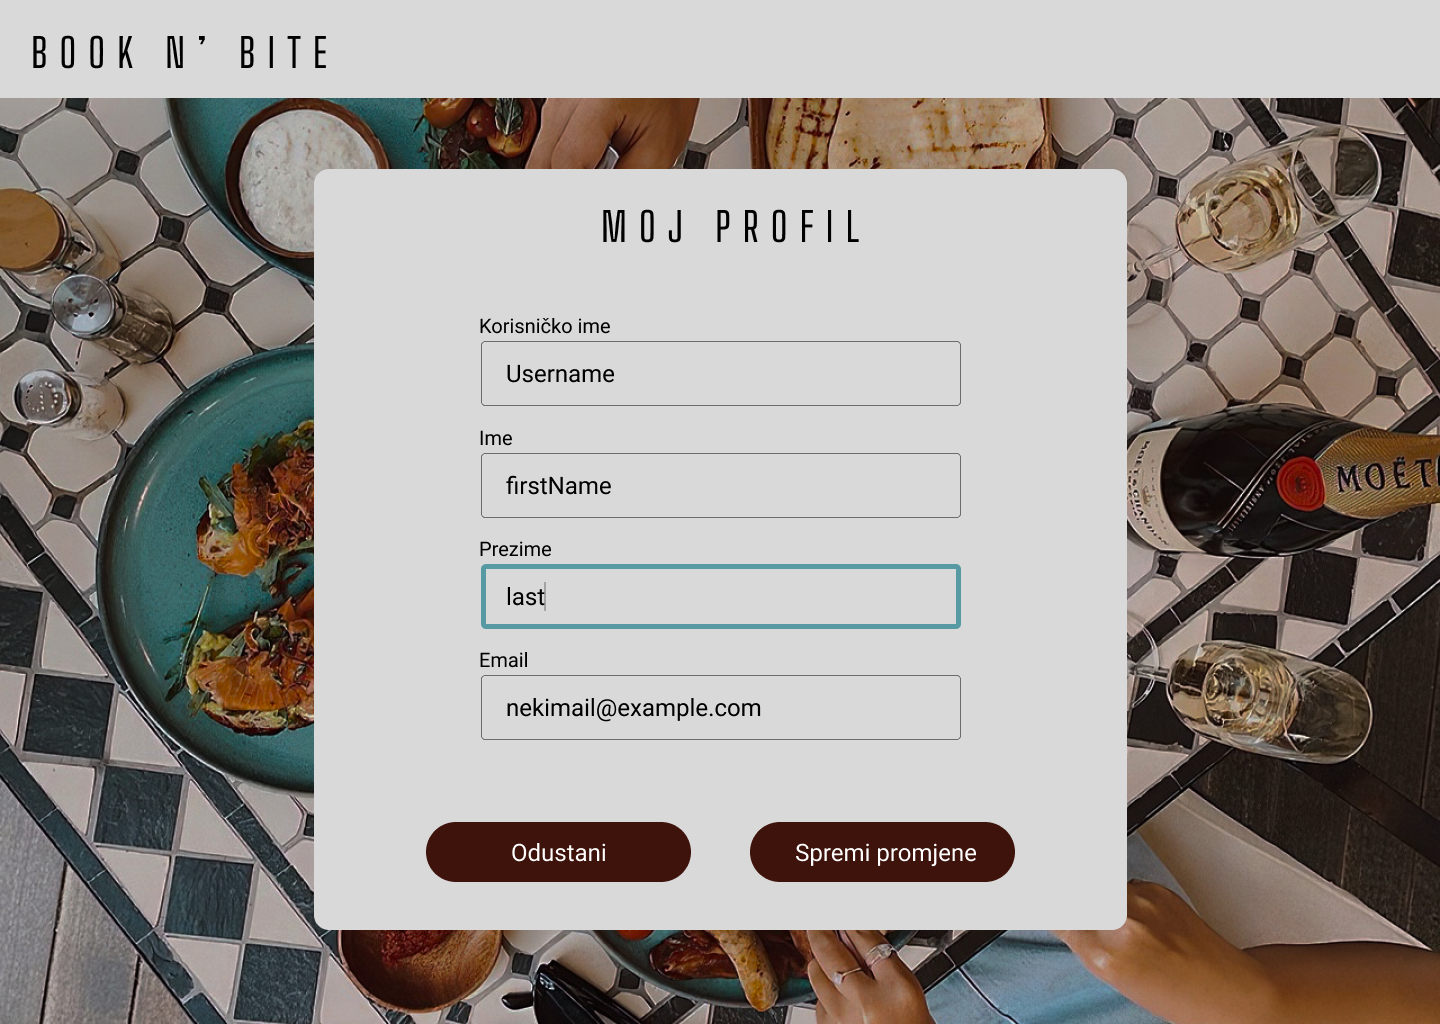 BOOK N’ BITE
MOJ PROFIL
Korisničko ime
Username
Ime
firstName
Prezime
last
Email
nekimail@example.com
Odustani
Spremi promjene
MOËT